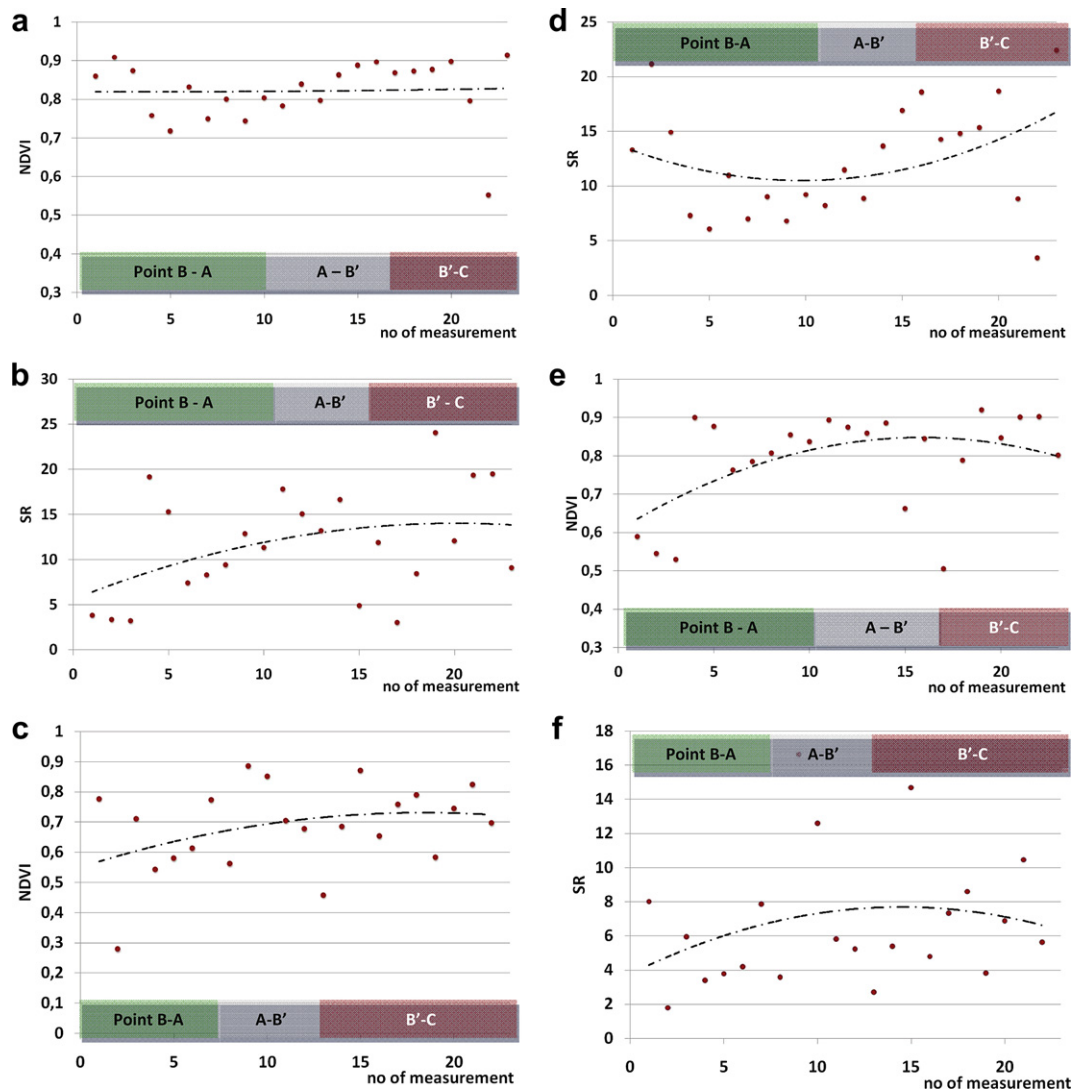 a
1
0,9
0,8
0,7
0,6
0,5
0,4
0,3
NDVI
Point B - A
A – B'
B'-C
0
5
10
15
20
no of measurement
b
30
25
20
15
10
5
0
SR
Point B - A
A-B'
B' - C
0
5
10
15
20
no of measurement
c
1
0,9
0,8
0,7
0,6
0,5
0,4
0,3
0,2
0,1
0
NDVI
Point B-A
A-B'
B'-C
0
5
10
15
20
no of measurement
d
25
20
15
10
5
0
SR
Point B-A
A-B'
B'-C
0
5
10
15
20
no of measurement
e
1
0,9
0,8
0,7
0,6
0,5
0,4
0,3
NDVI
Point B - A
A – B'
B'-C
0
5
10
15
20
no of measurement
f
18
16
14
12
10
8
6
4
2
0
SR
Point B-A
A-B'
B'-C
0
5
10
15
20
no of measurement